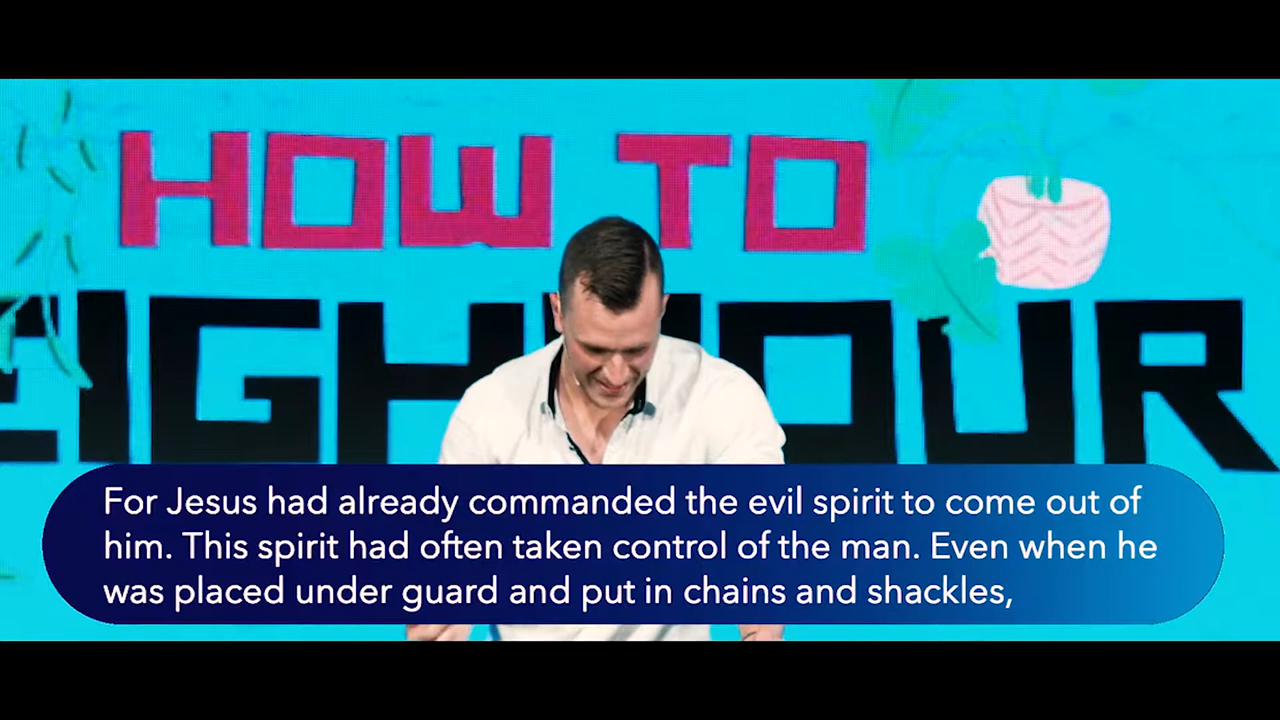 HOW TO
EIGHBOUR
For Jesus had already commanded the evil spirit to come out of
him. This spirit had often taken control of the man. Even when he
was placed under guard and put in chains and shackles,